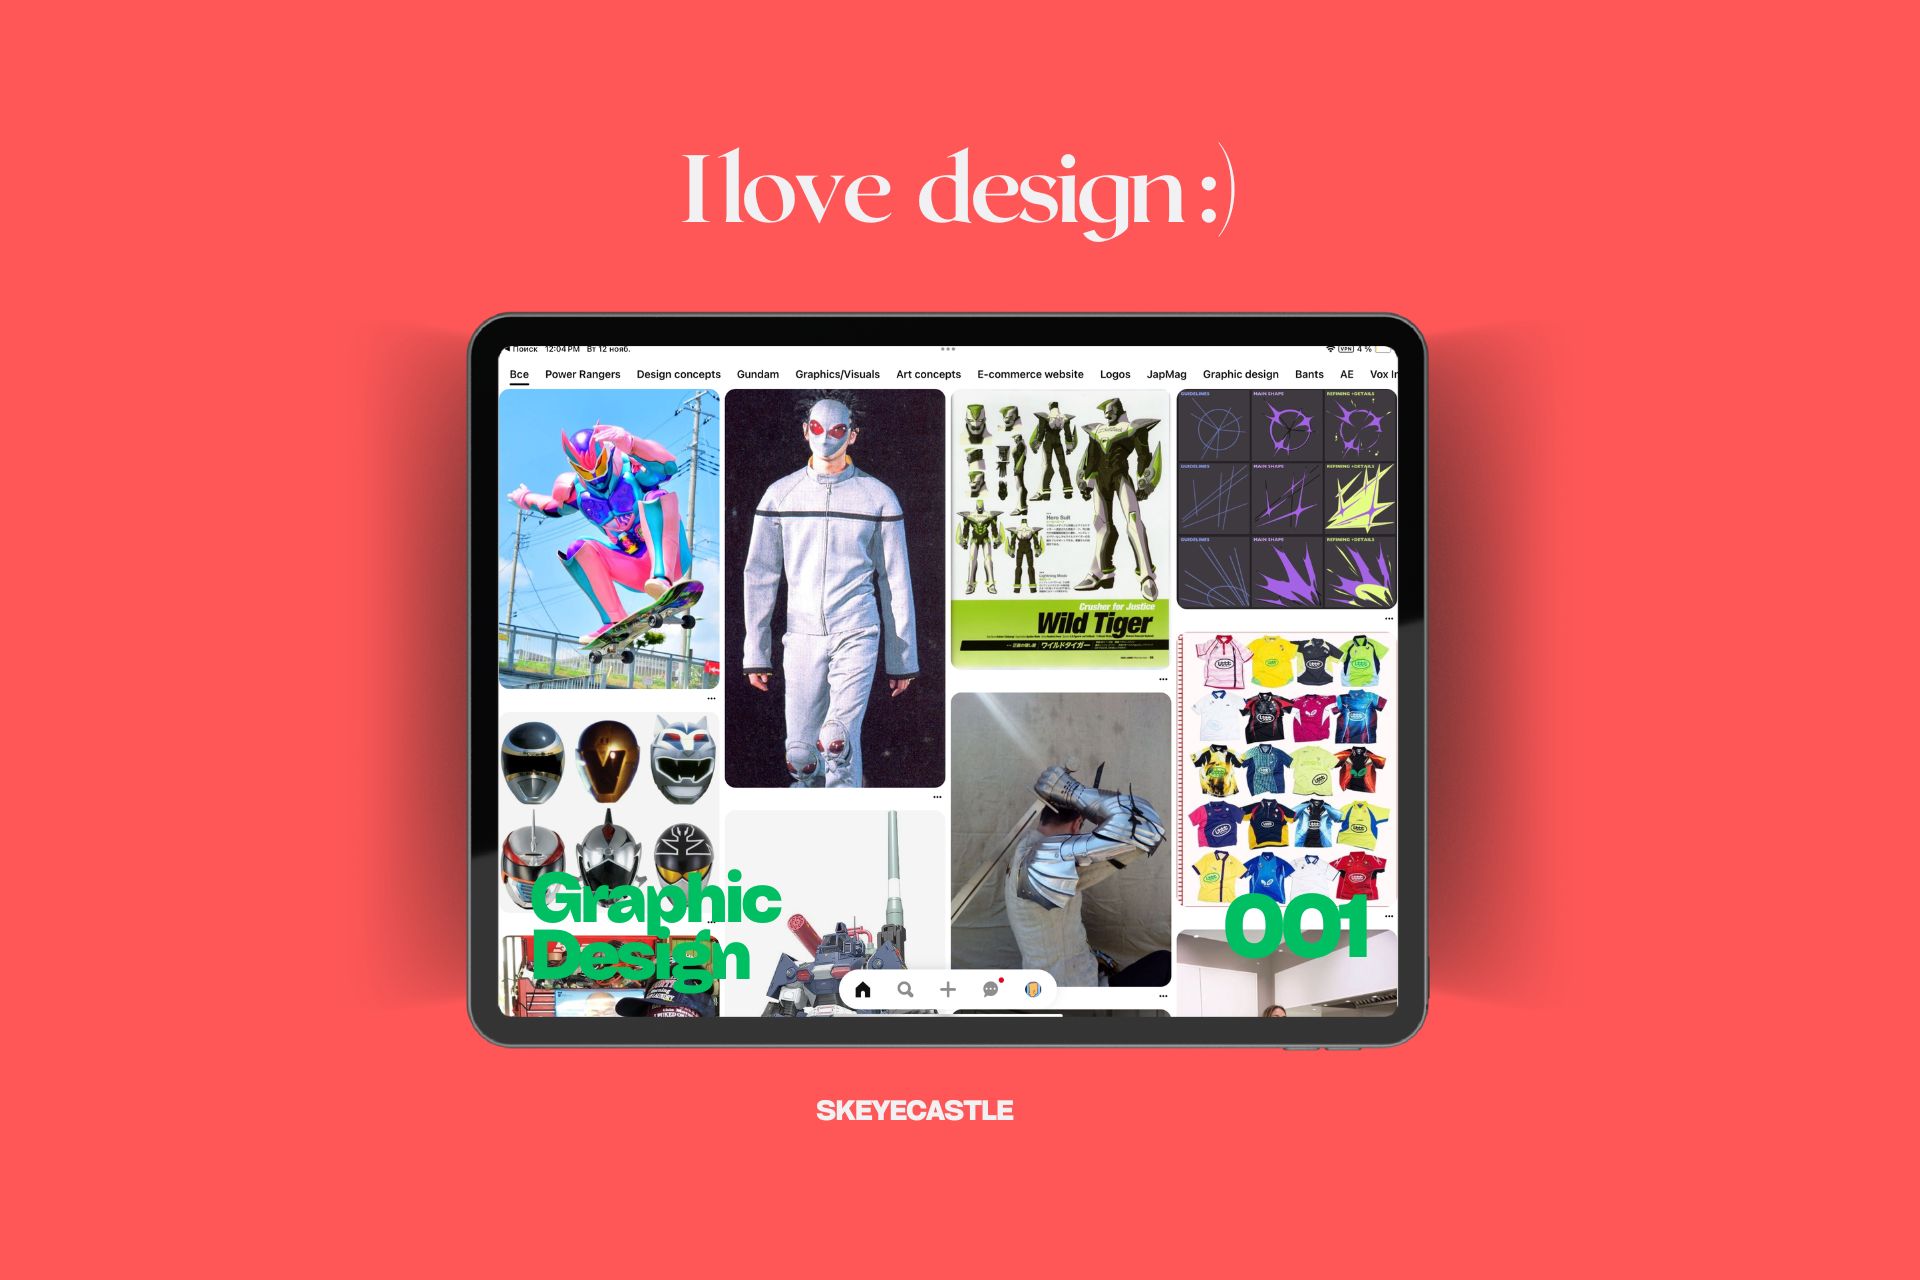 I love design :)
Поиск 12:04 PM Вт 12 нояб.
VPN 4 %
Все Power Rangers Design concepts Gundam Graphics/Visuals Art concepts E-commerce website Logos JapMag Graphic design Bants AE Vox
GUIDELINES MAIN SHAPE REFINING +DETAILS
GUIDELINES MAIN SHAPE REFINING +DETAILS
GUIDELINES MAIN SHAPE REFINING +DETAILS
Hero Suit
Lightning Minds
Crusher for Justice
Wild Tiger
ワイルドタイガー
Graphic
Design
001
SKEYECASTLE